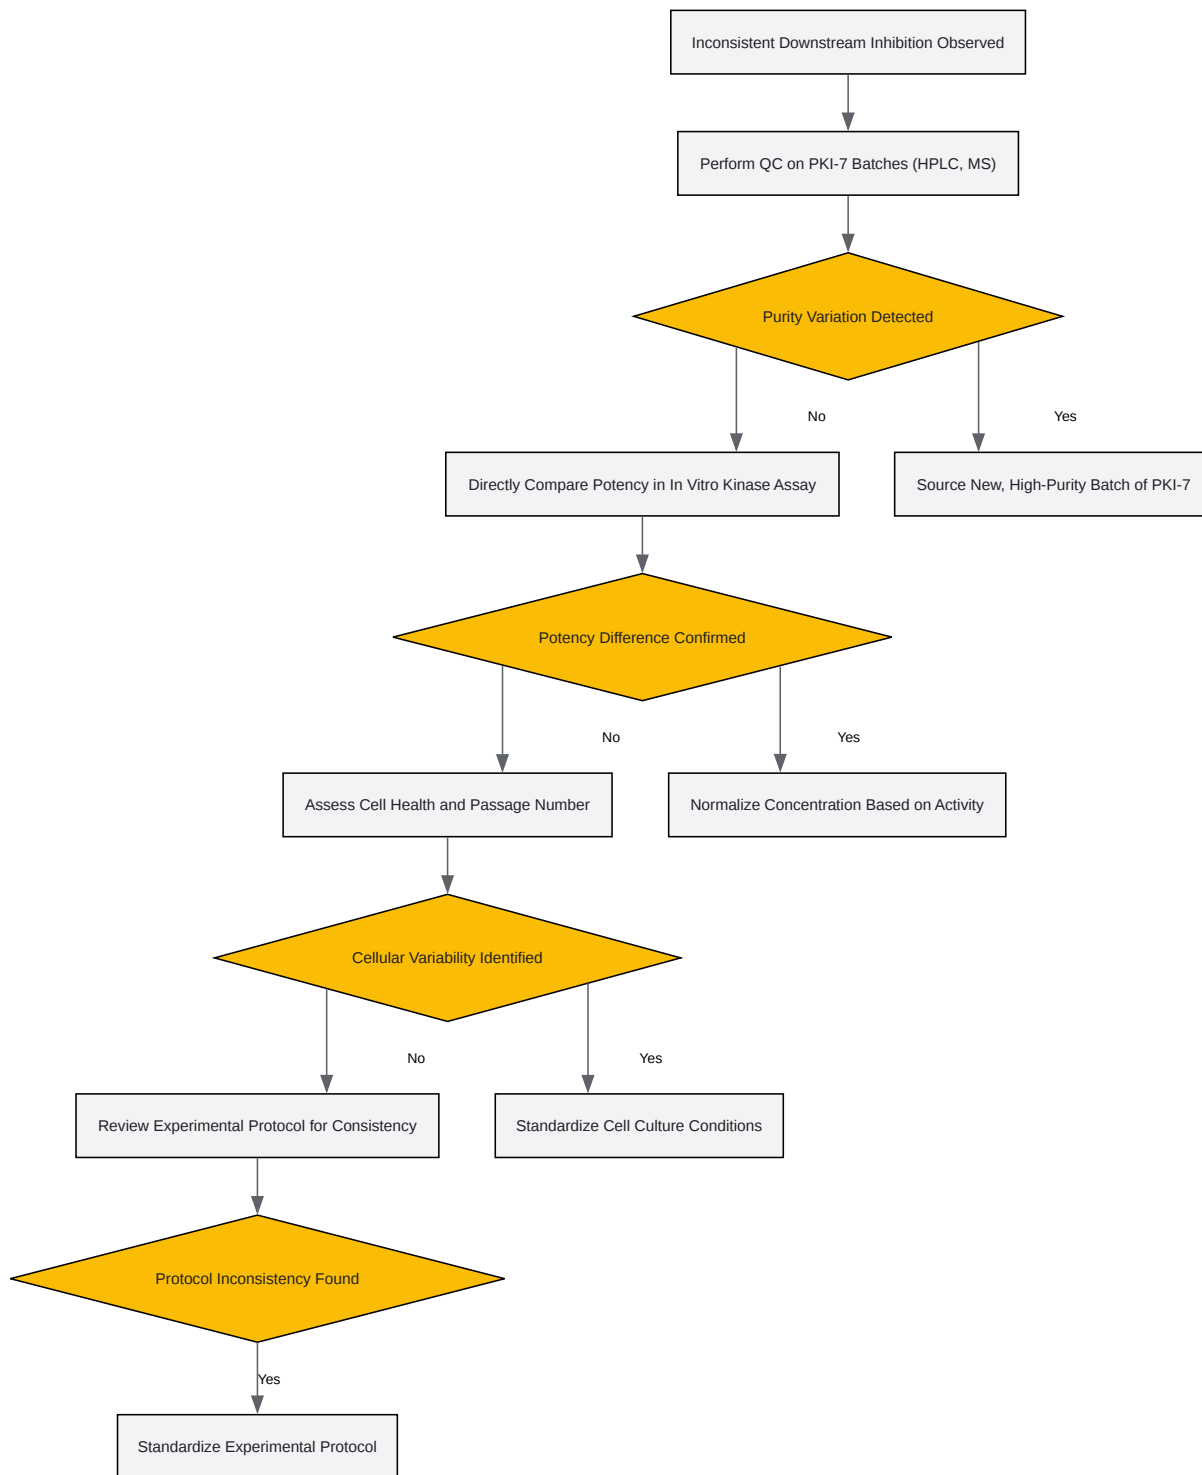 Inconsistent Downstream Inhibition Observed
Perform QC on PKI-7 Batches (HPLC, MS)
Purity Variation Detected
No
Yes
Directly Compare Potency in In Vitro Kinase Assay
Source New, High-Purity Batch of PKI-7
Potency Difference Confirmed
No
Yes
Assess Cell Health and Passage Number
Normalize Concentration Based on Activity
Cellular Variability Identified
No
Yes
Review Experimental Protocol for Consistency
Standardize Cell Culture Conditions
Protocol Inconsistency Found
Yes
Standardize Experimental Protocol